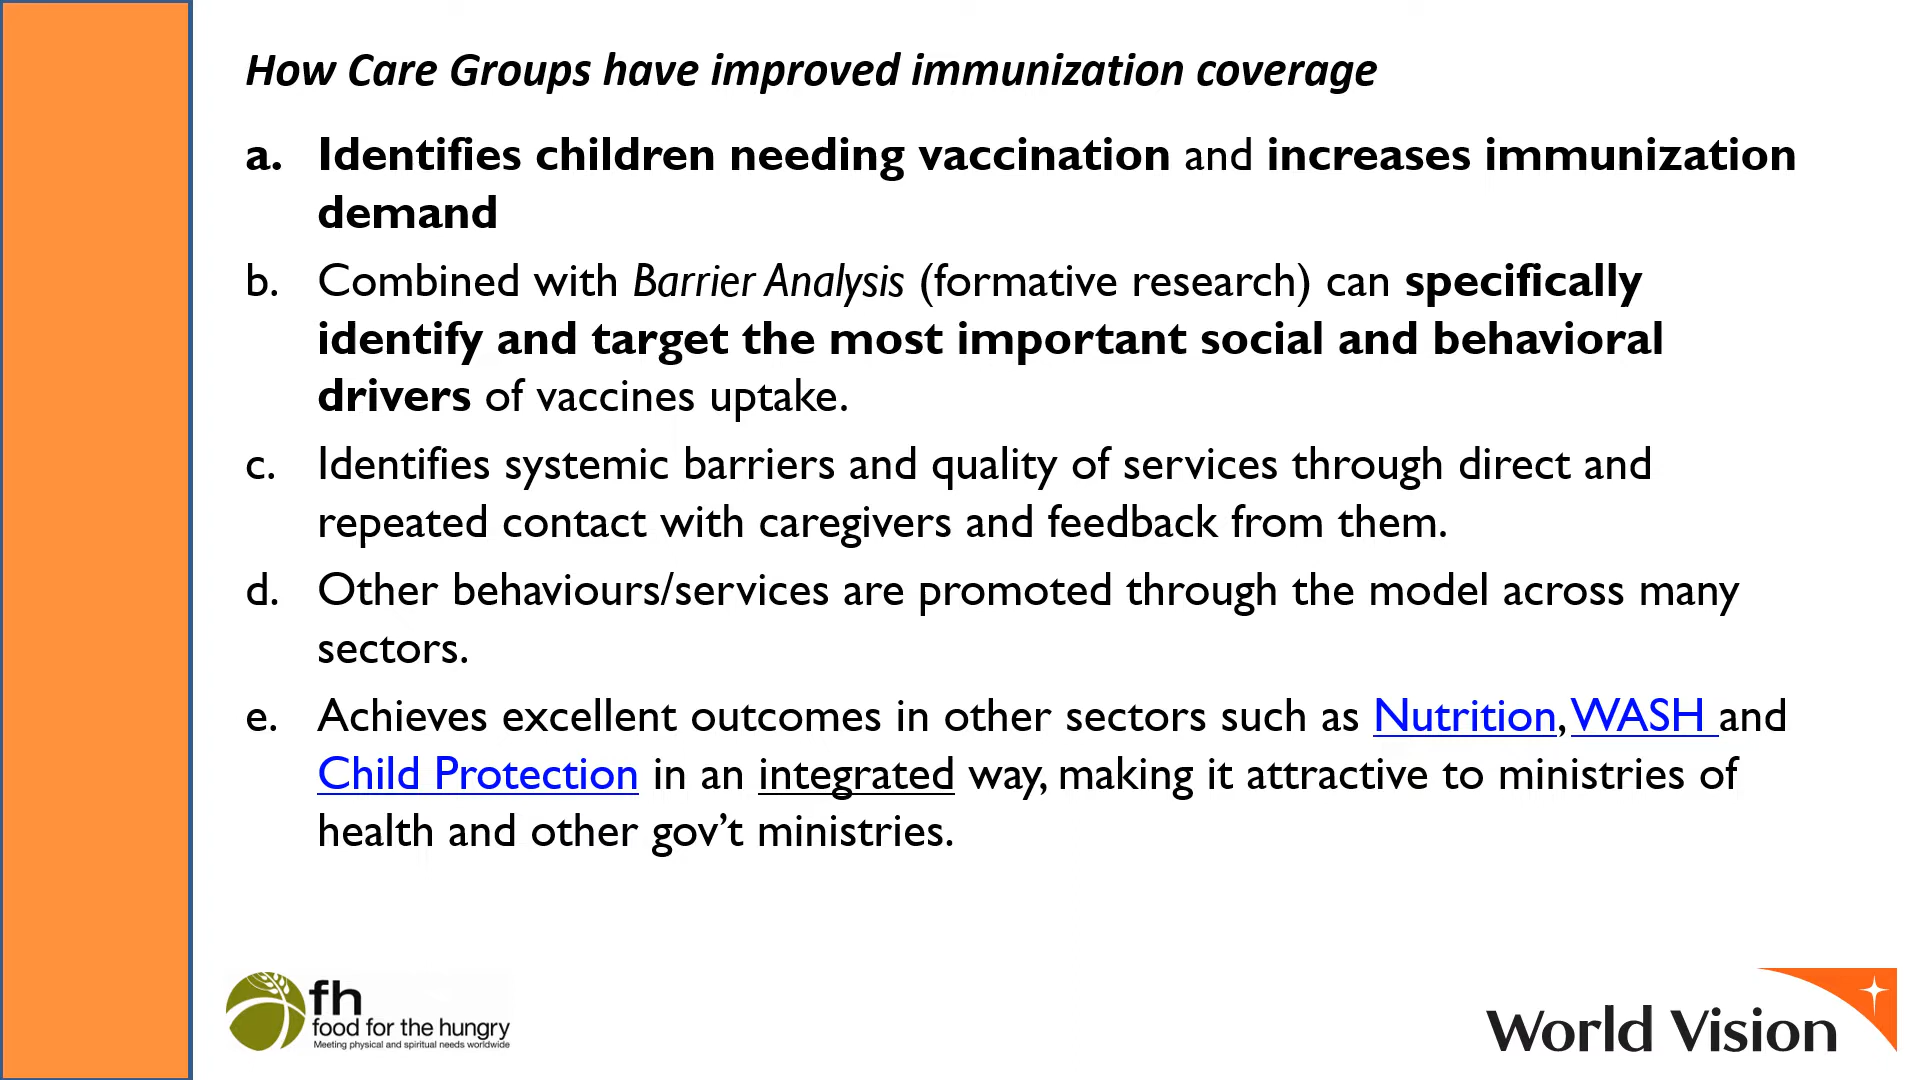 How Care Groups have improved immunization coverage
a. Identifies children needing vaccination and increases immunization
demand
b. Combined with Barrier Analysis (formative research) can specifically
identify and target the most important social and behavioral
drivers of vaccines uptake.
c. Identifies systemic barriers and quality of services through direct and
repeated contact with caregivers and feedback from them.
d. Other behaviours/services are promoted through the model across many
sectors.
e. Achieves excellent outcomes in other sectors such as Nutrition, WASH and
Child Protection in an integrated way, making it attractive to ministries of
health and other gov’t ministries.
fh
food for the hungry
Meeting physical and spiritual needs worldwide
World Vision